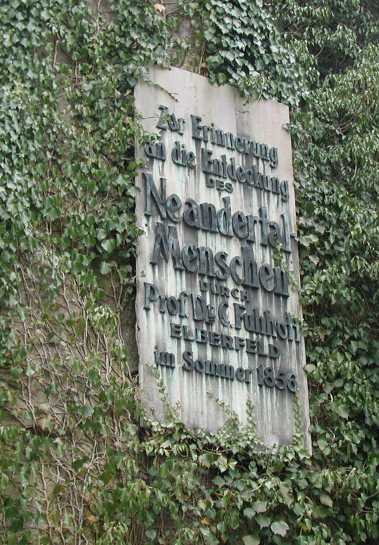 Zur Erinnerung
an die Entdeckung
DES
Neanderthal
Menschen
DURCH
Prof. Dr. C. Fuhlrott
ELBERFELD
im Sommer 1856